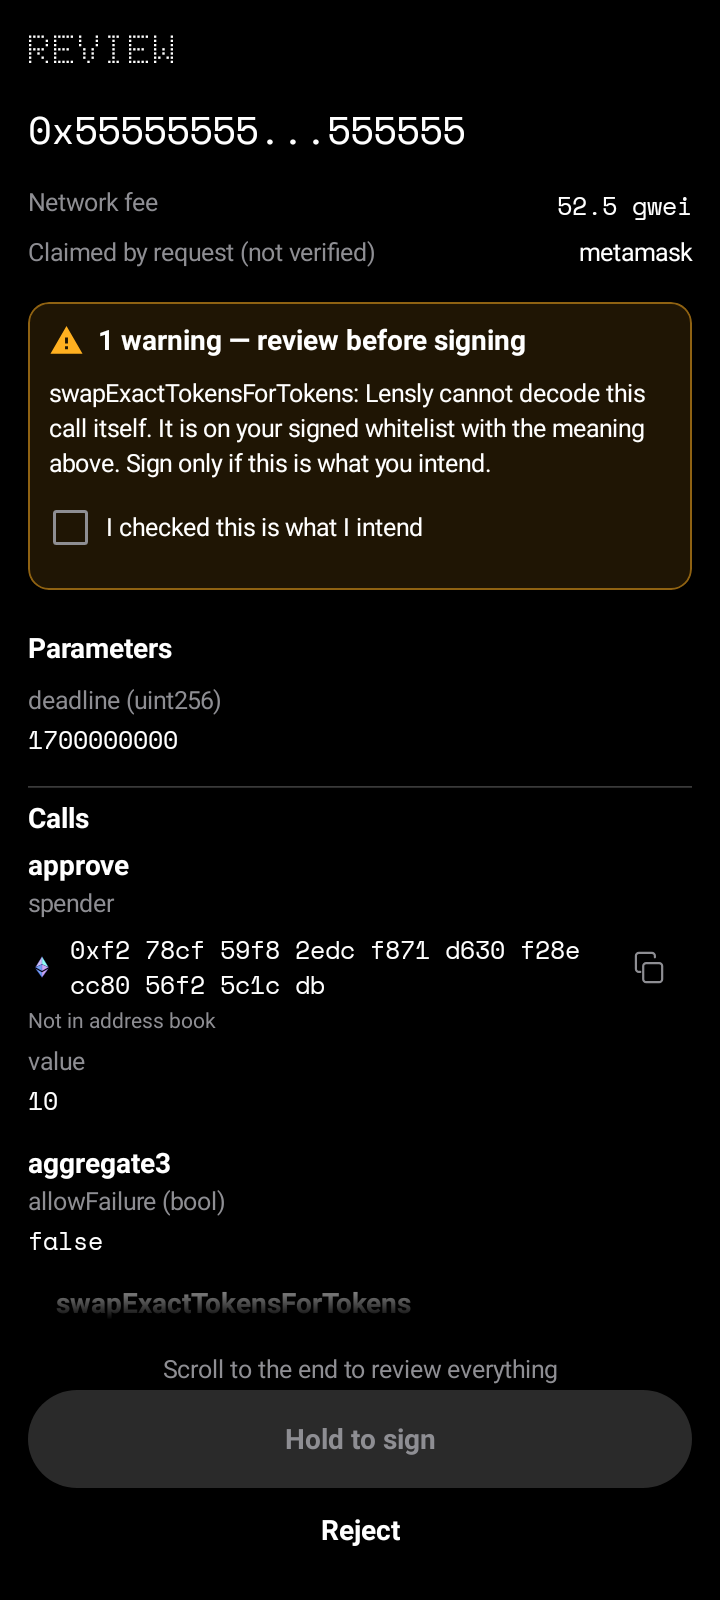 REVIEW
0x55555555...555555
Network fee
52.5 gwei
Claimed by request (not verified)
metamask
1 warning — review before signing
swapExactTokensForTokens: Lensly cannot decode this
call itself. It is on your signed whitelist with the meaning
above. Sign only if this is what you intend.
I checked this is what I intend
Parameters
deadline (uint256)
1700000000
Calls
approve
spender
0xf2 78cf 59f8 2edc f871 d630 f28e
cc80 56f2 5c1c db
Not in address book
value
10
aggregate3
allowFailure (bool)
false
swapExactTokensForTokens
Scroll to the end to review everything
Hold to sign
Reject